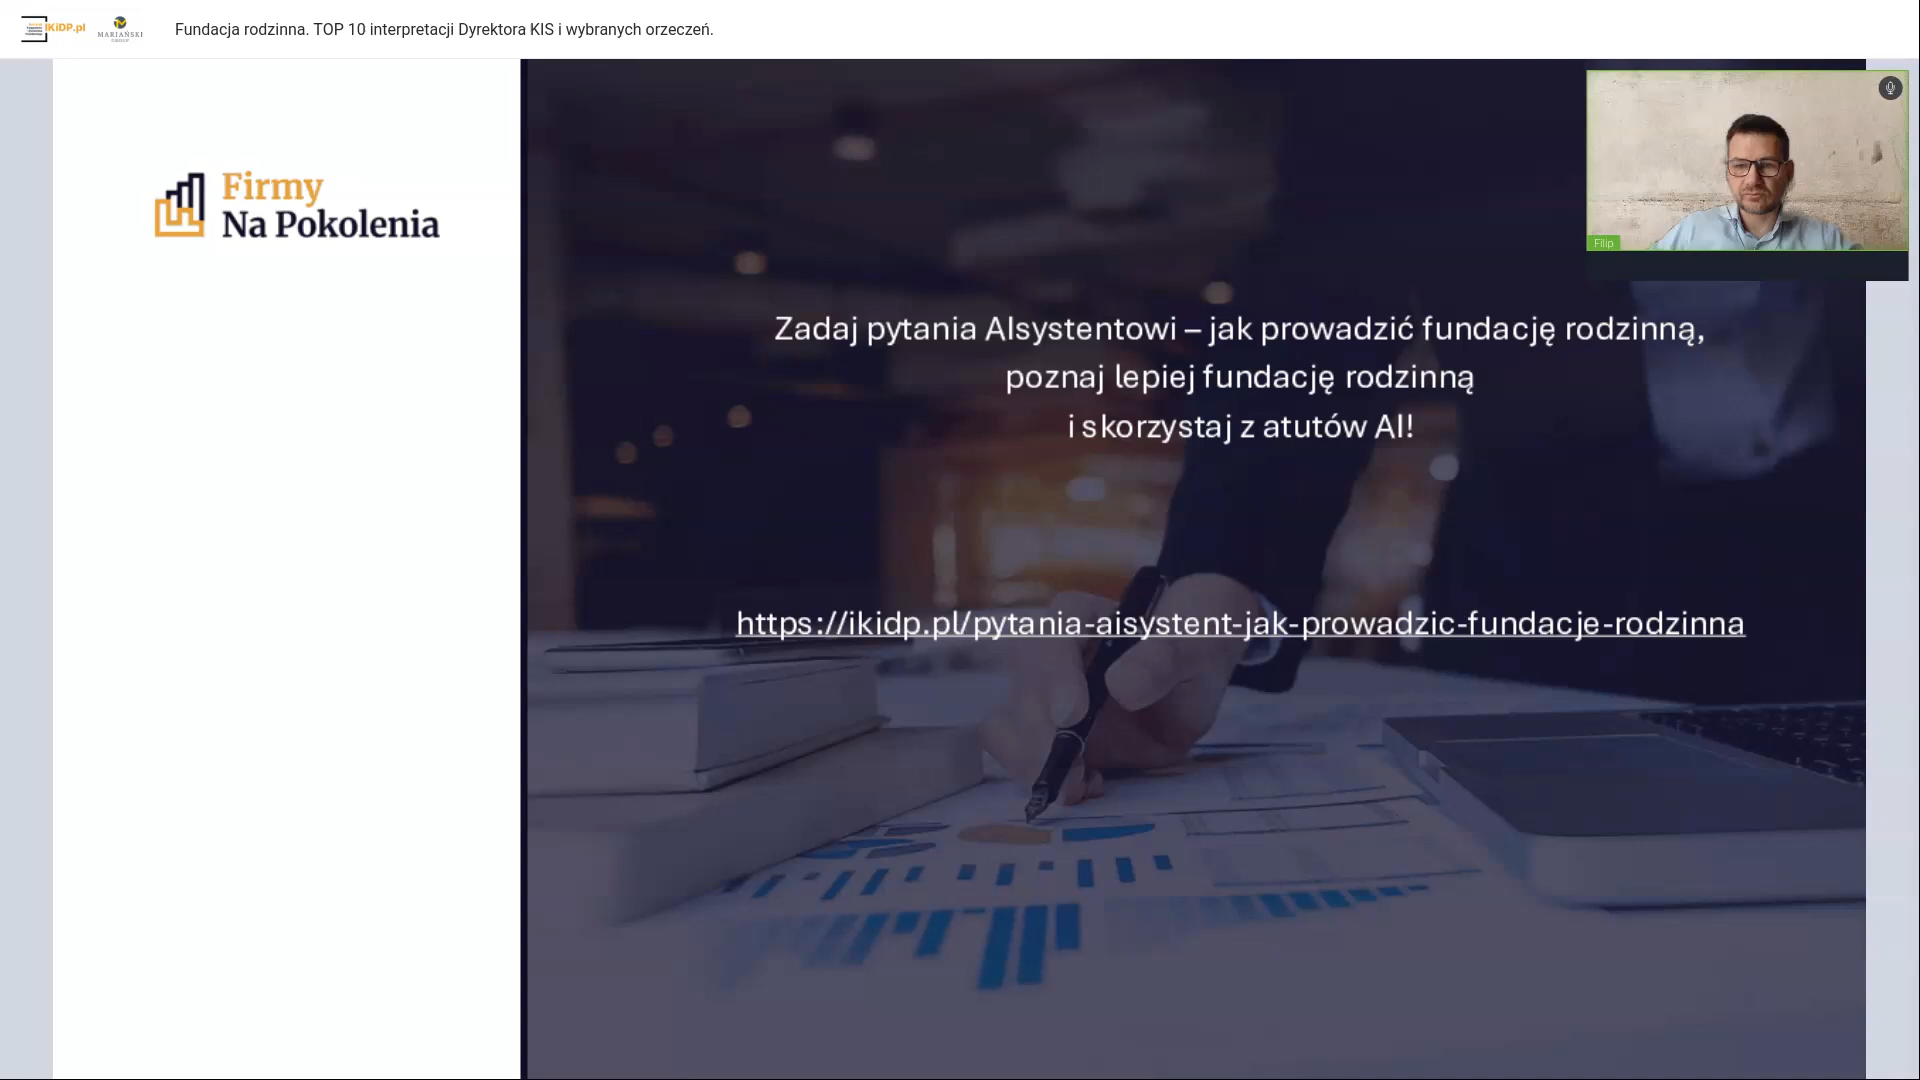 IKiDP.pl
MARIAŃSKI
GROUP
Fundacja rodzinna. TOP 10 interpretacji Dyrektora KIS i wybranych orzeczeń.
Firmy
Na Pokolenia
Filip
Zadaj pytania AIsystentowi – jak prowadzić fundację rodzinną,
poznaj lepiej fundację rodzinną
i skorzystaj z atutów AI!
https://ikidp.pl/pytania-aisystent-jak-prowadzic-fundacje-rodzinna